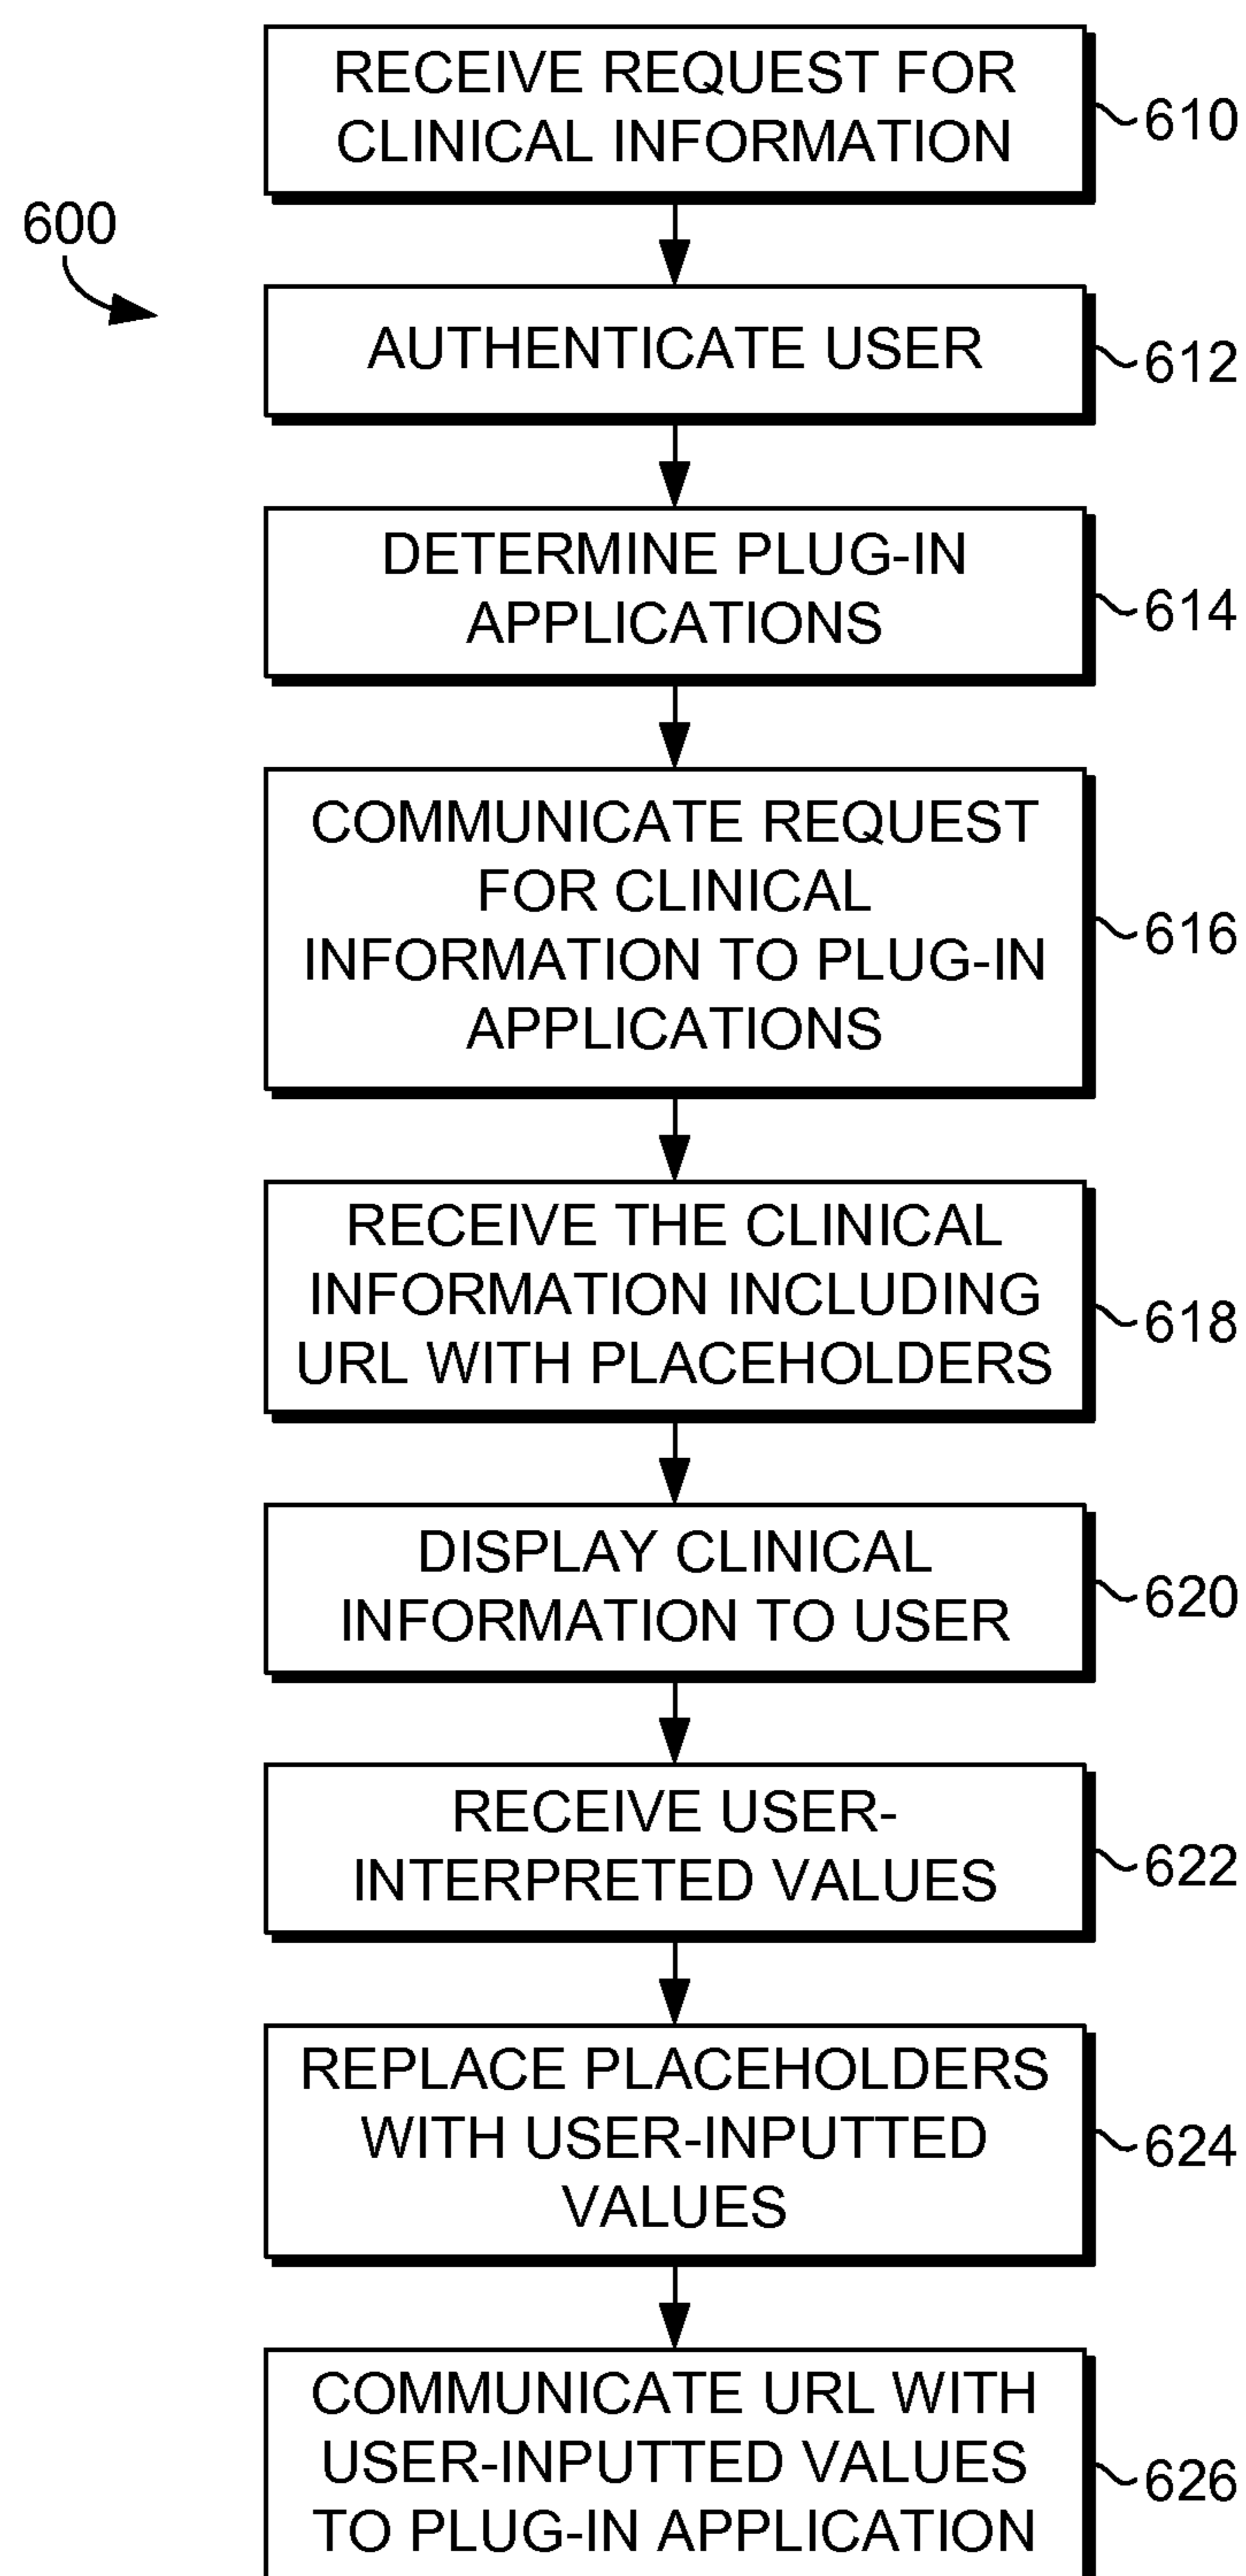 RECEIVE REQUEST FOR
CLINICAL INFORMATION
610
600
AUTHENTICATE USER
612
DETERMINE PLUG-IN
APPLICATIONS
614
COMMUNICATE REQUEST
FOR CLINICAL
INFORMATION TO PLUG-IN
APPLICATIONS
616
RECEIVE THE CLINICAL
INFORMATION INCLUDING
URL WITH PLACEHOLDERS
618
DISPLAY CLINICAL
INFORMATION TO USER
620
RECEIVE USER-
INTERPRETED VALUES
622
REPLACE PLACEHOLDERS
WITH USER-INPUTTED
VALUES
624
COMMUNICATE URL WITH
USER-INPUTTED VALUES
TO PLUG-IN APPLICATION
626